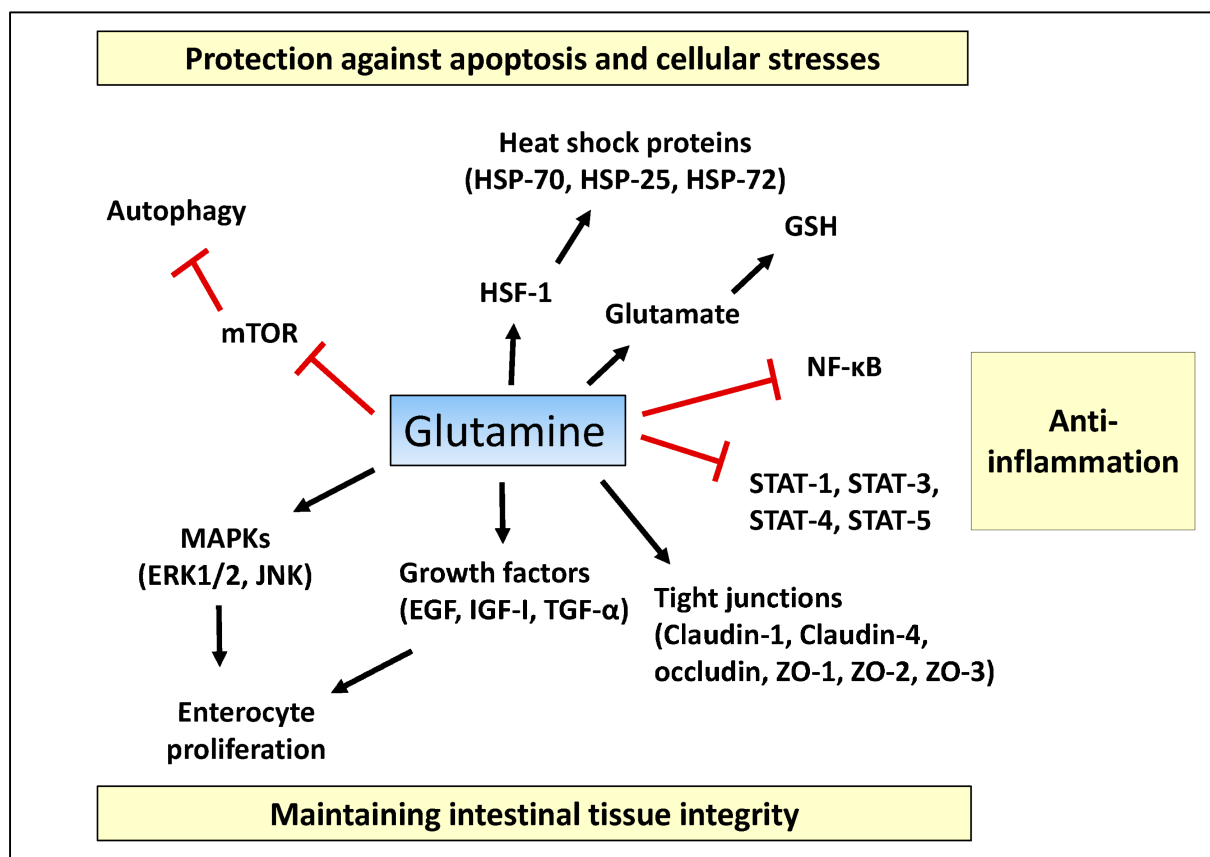 Protection against apoptosis and cellular stresses
Heat shock proteins
(HSP-70, HSP-25, HSP-72)
Autophagy
GSH
HSF-1
Glutamate
mTOR
NF-κB
Anti-
inflammation
Glutamine
STAT-1, STAT-3,
STAT-4, STAT-5
MAPKs
(ERK1/2, JNK)
Growth factors
(EGF, IGF-I, TGF-α)
Tight junctions
(Claudin-1, Claudin-4,
occludin, ZO-1, ZO-2, ZO-3)
Enterocyte
proliferation
Maintaining intestinal tissue integrity